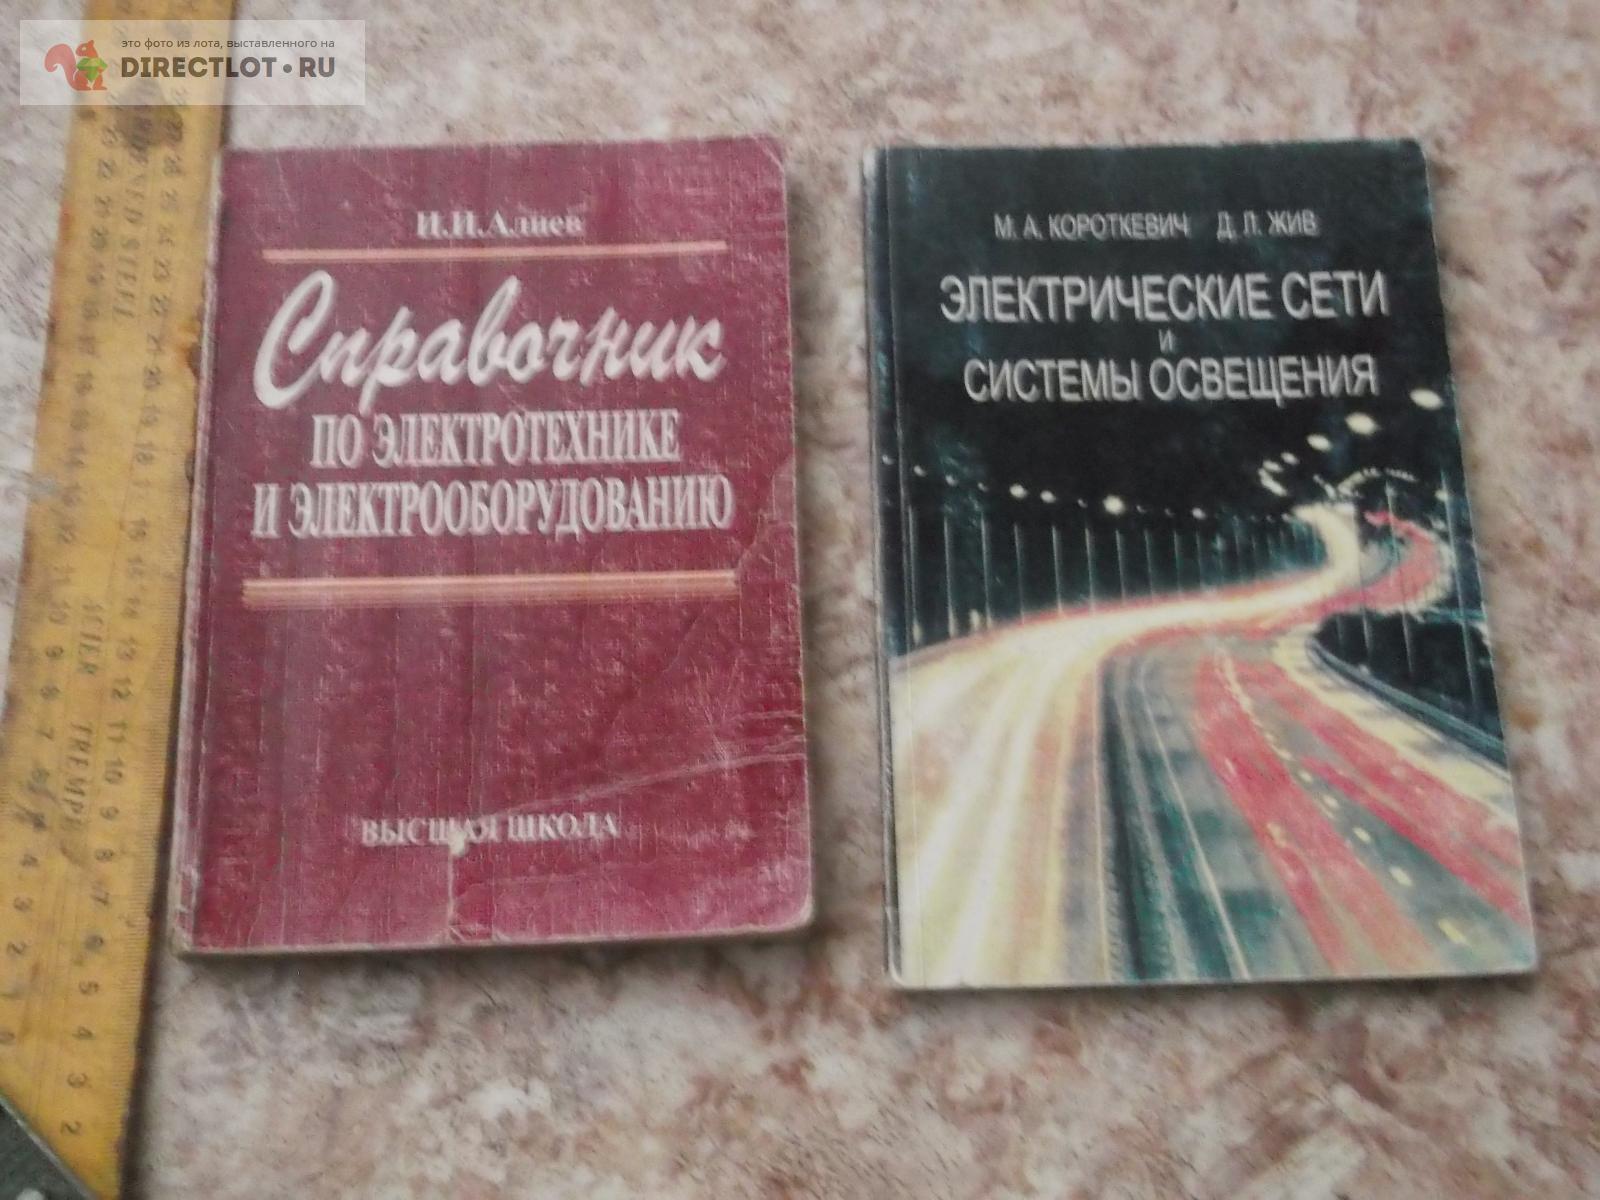 это фото из лота, выставленного на
DIRECTLOT•RU
И.И.Алиев
Справочник
ПО ЭЛЕКТРОТЕХНИКЕ
И ЭЛЕКТРООБОРУДОВАНИЮ
ВЫСШАЯ ШКОЛА
М. А. КОРОТКЕВИЧ Д. Л. ЖИВ
ЭЛЕКТРИЧЕСКИЕ СЕТИ
И
СИСТЕМЫ ОСВЕЩЕНИЯ